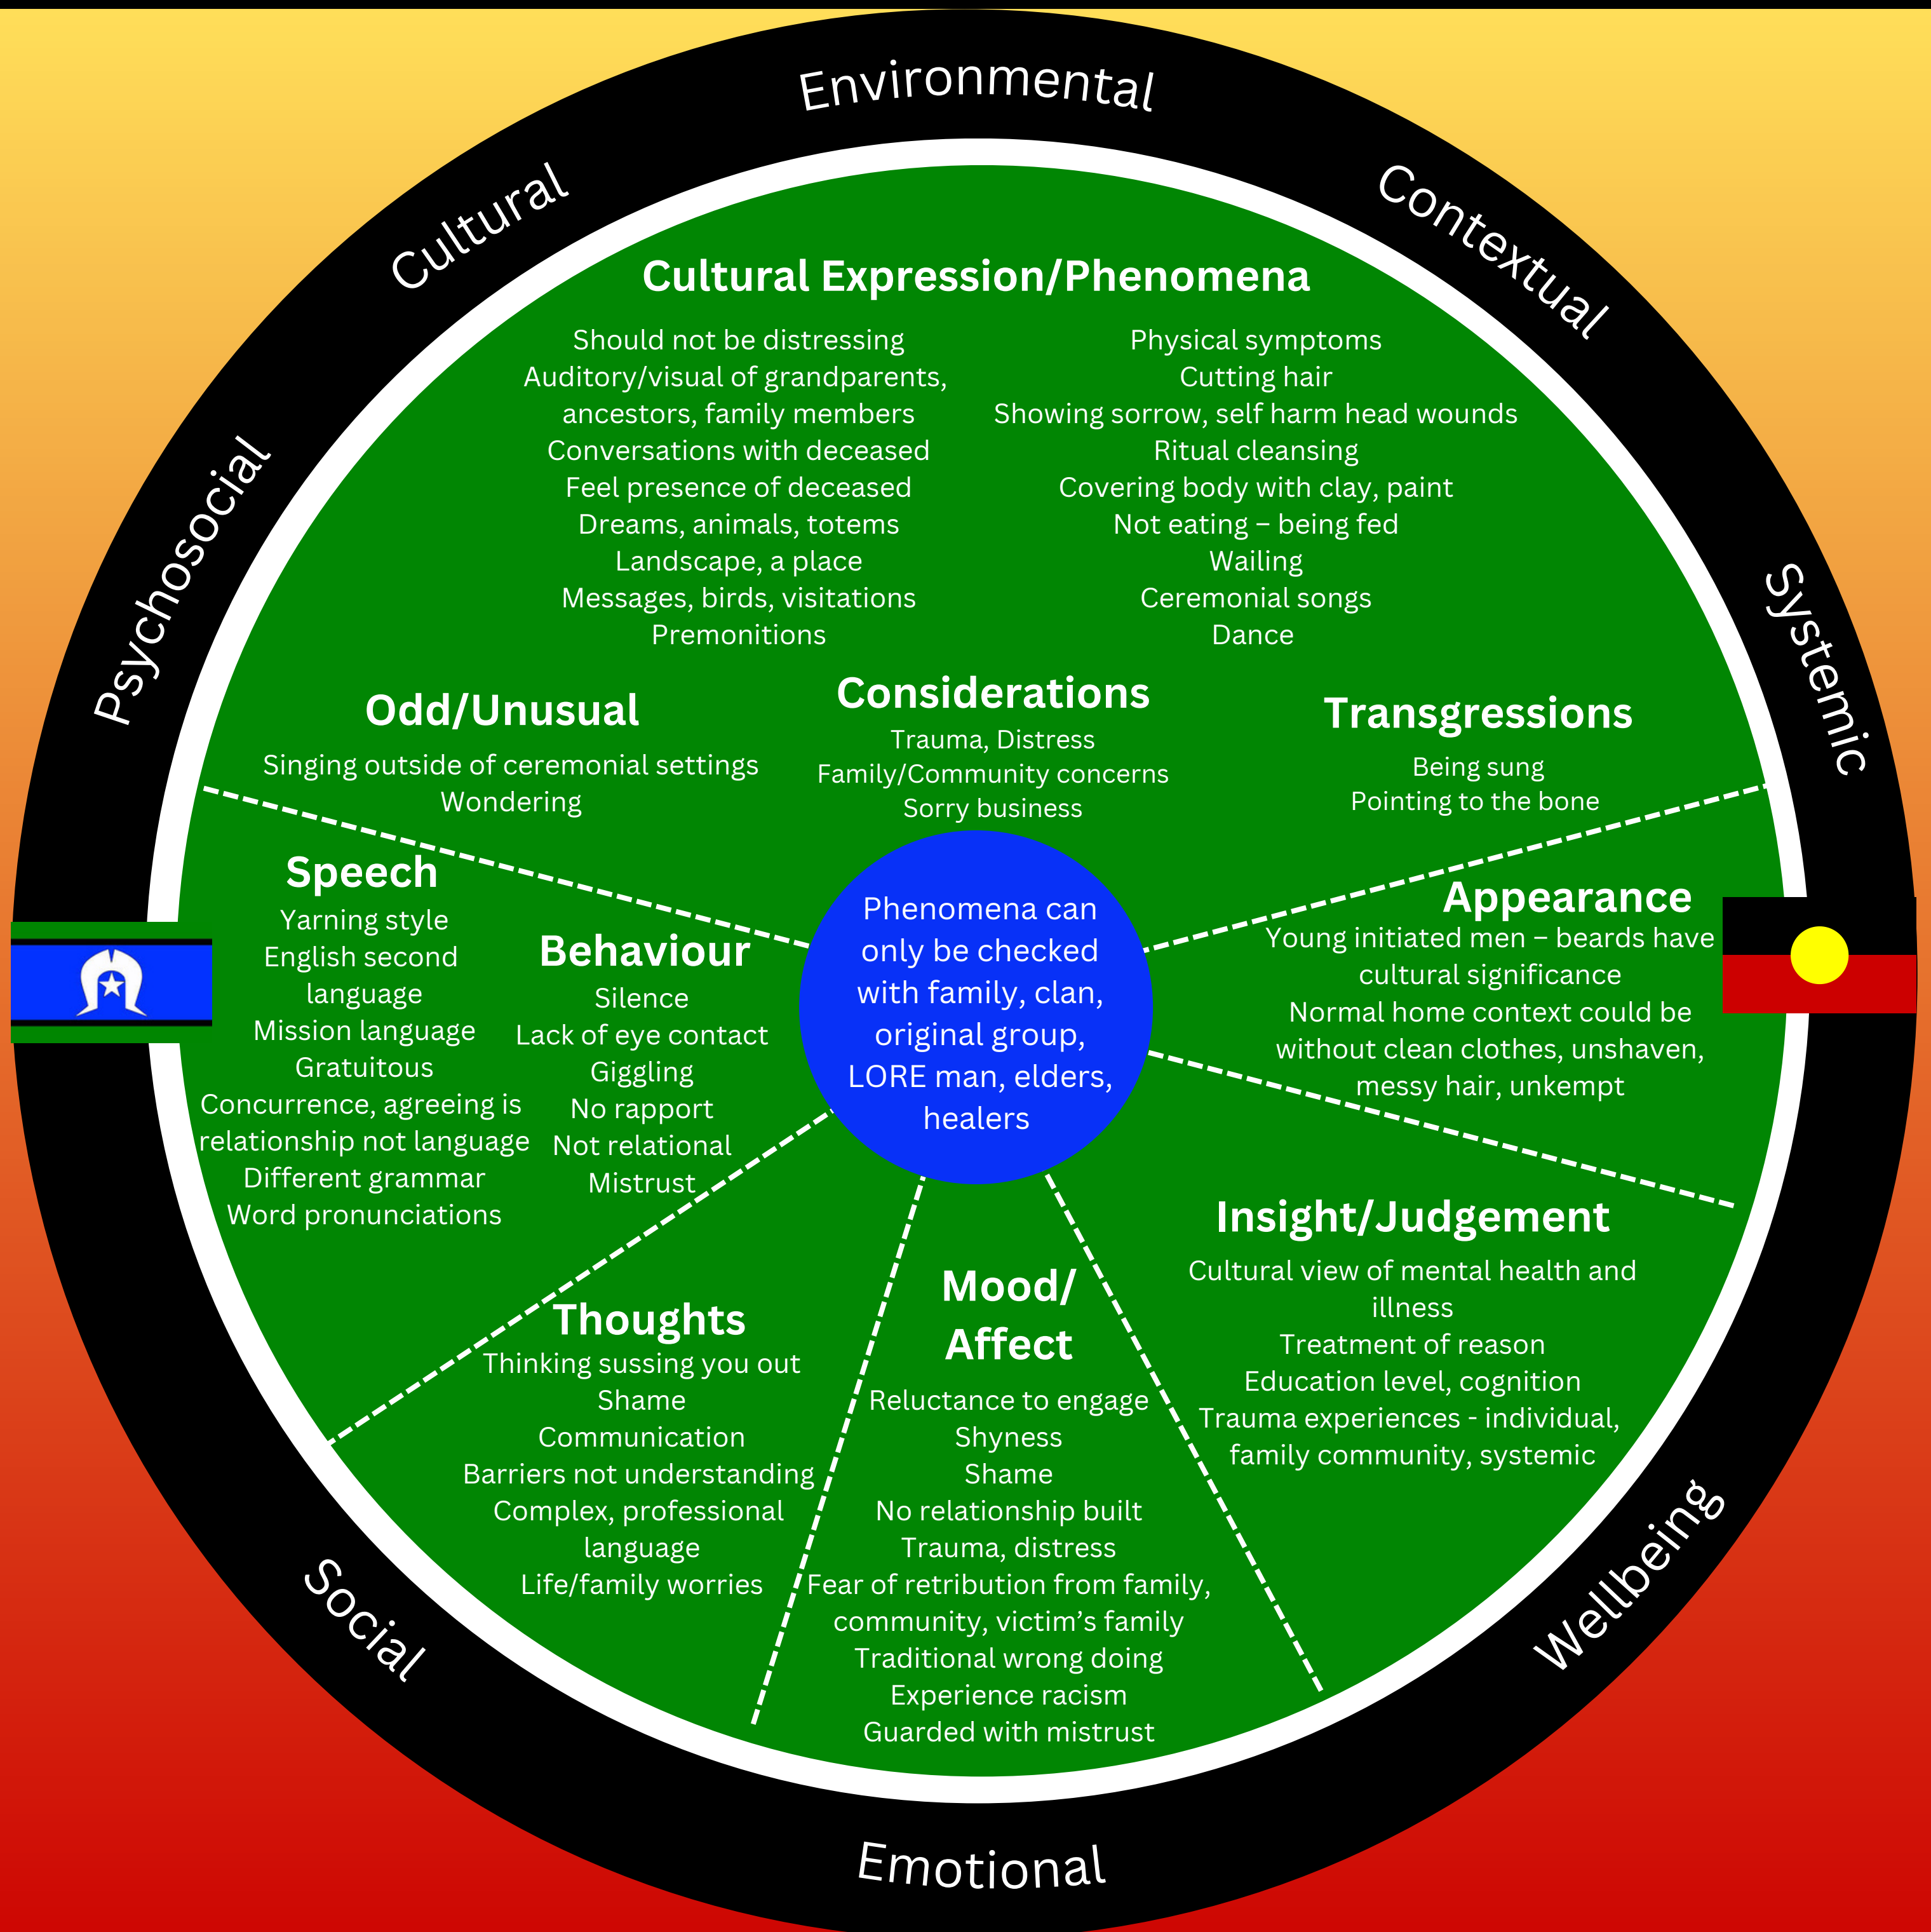 Environmental
Cultural
Contextual
Psychosocial
Systemic
Cultural Expression/Phenomena
Should not be distressing
Auditory/visual of grandparents,
ancestors, family members
Conversations with deceased
Feel presence of deceased
Dreams, animals, totems
Landscape, a place
Messages, birds, visitations
Premonitions
Physical symptoms
Cutting hair
Showing sorrow, self harm head wounds
Ritual cleansing
Covering body with clay, paint
Not eating – being fed
Wailing
Ceremonial songs
Dance
Odd/Unusual
Singing outside of ceremonial settings
Wondering
Considerations
Trauma, Distress
Family/Community concerns
Sorry business
Transgressions
Being sung
Pointing to the bone
Speech
Yarning style
English second
language
Mission language
Gratuitous
Concurrence, agreeing is
relationship not language
Different grammar
Word pronunciations
Behaviour
Silence
Lack of eye contact
Giggling
No rapport
Not relational
Mistrust
Phenomena can
only be checked
with family, clan,
original group,
LORE man, elders,
healers
Appearance
Young initiated men – beards have
cultural significance
Normal home context could be
without clean clothes, unshaven,
messy hair, unkempt
Thoughts
Thinking sussing you out
Shame
Communication
Barriers not understanding
Complex, professional
language
Life/family worries
Mood/
Affect
Reluctance to engage
Shyness
Shame
No relationship built
Trauma, distress
Fear of retribution from family,
community, victim’s family
Traditional wrong doing
Experience racism
Guarded with mistrust
Insight/Judgement
Cultural view of mental health and
illness
Treatment of reason
Education level, cognition
Trauma experiences - individual,
family community, systemic
Social
Wellbeing
Emotional